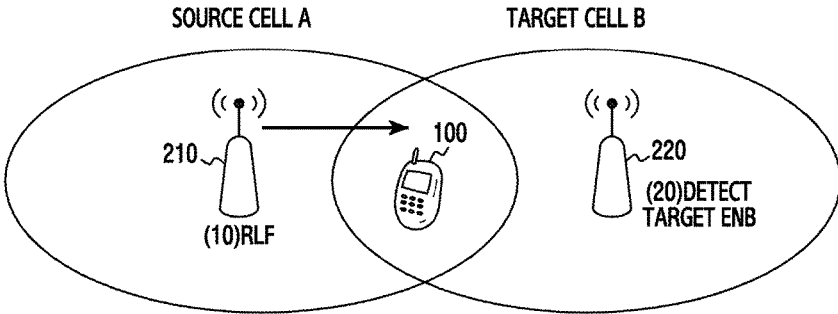 SOURCE CELL A
TARGET CELL B
100
210
220
(10)RLF
(20)DETECT
TARGET ENB